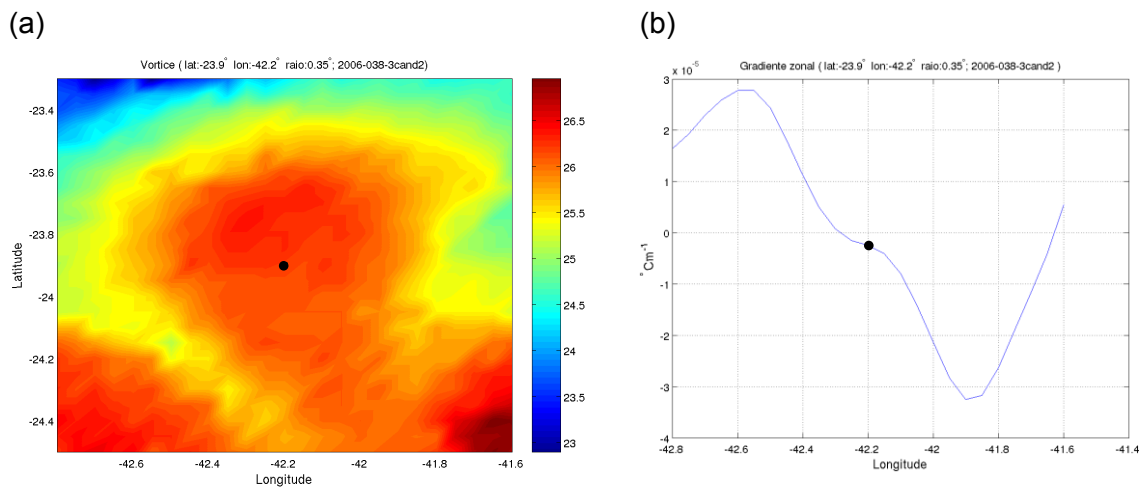 (a)
Vortice ( lat:-23.9° lon:-42.2° raio:0.35°; 2006-038-3cand2)
-23.4
-23.6
-23.8
-24
-24.2
-24.4
Latitude
-42.6 -42.4 -42.2 -42 -41.8 -41.6
Longitude
26.5
26
25.5
25
24.5
24
23.5
23
(b)
Gradiente zonal ( lat:-23.9° lon:-42.2° raio:0.35°; 2006-038-3cand2 )
x 10⁻⁵
3
2
1
0
-1
-2
-3
-4
°Cm⁻¹
-42.8 -42.6 -42.4 -42.2 -42 -41.8 -41.6 -41.4
Longitude